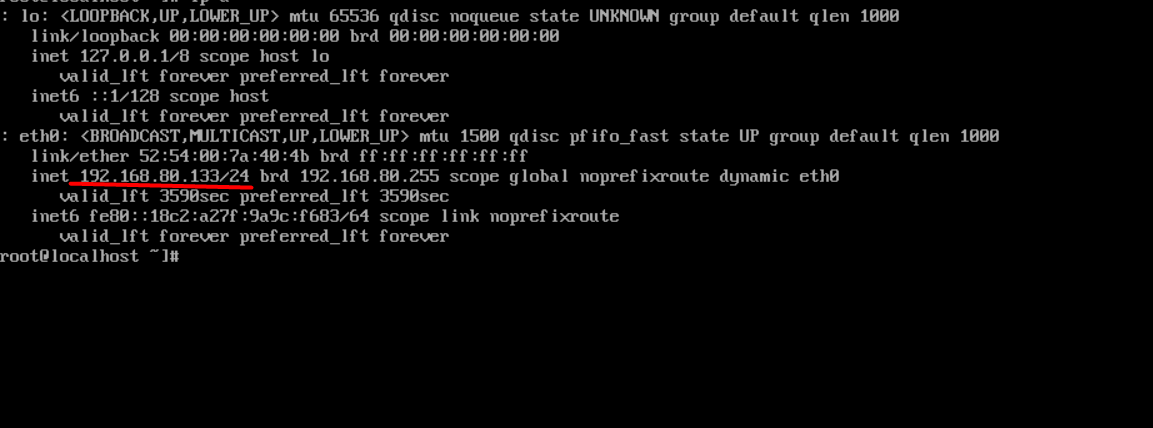 : lo: <LOOPBACK,UP,LOWER_UP> mtu 65536 qdisc noqueue state UNKNOWN group default qlen 1000
link/loopback 00:00:00:00:00:00 brd 00:00:00:00:00:00
inet 127.0.0.1/8 scope host lo
valid_lft forever preferred_lft forever
inet6 ::1/128 scope host
valid_lft forever preferred_lft forever
: eth0: <BROADCAST,MULTICAST,UP,LOWER_UP> mtu 1500 qdisc pfifo_fast state UP group default qlen 1000
link/ether 52:54:00:7a:40:4b brd ff:ff:ff:ff:ff:ff
inet 192.168.80.133/24 brd 192.168.80.255 scope global noprefixroute dynamic eth0
valid_lft 3590sec preferred_lft 3590sec
inet6 fe80::18c2:a27f:9a9c:f683/64 scope link noprefixroute
valid_lft forever preferred_lft forever
root@localhost ~]#